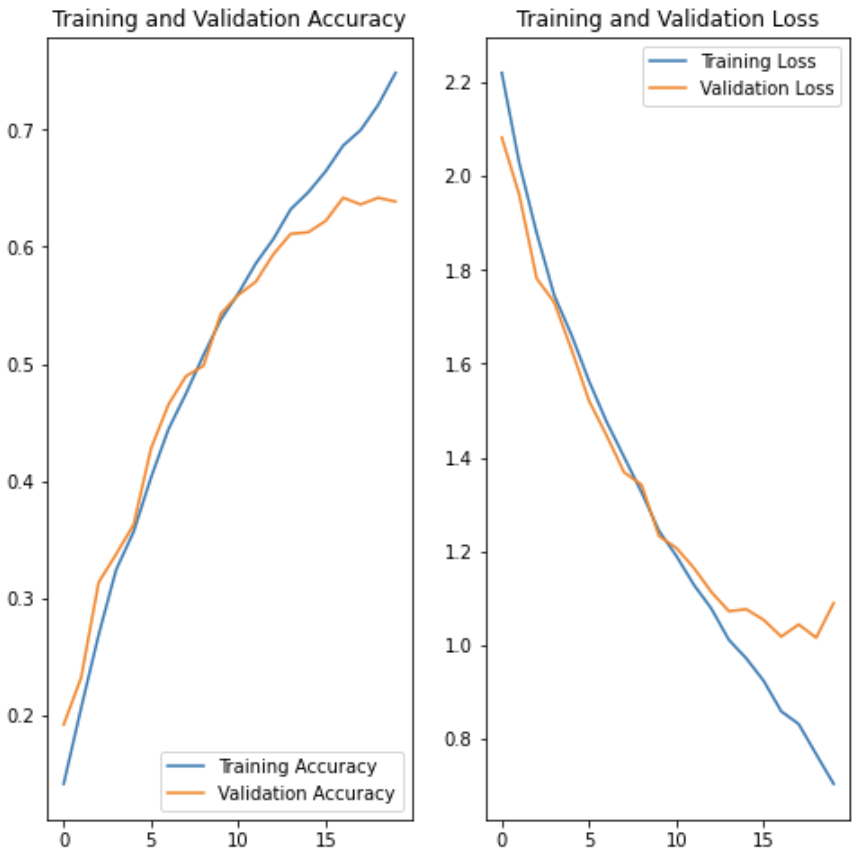 Training and Validation Accuracy
0.7
0.6
0.5
0.4
0.3
0.2
Training Accuracy
Validation Accuracy
0 5 10 15
Training and Validation Loss
Training Loss
Validation Loss
2.2
2.0
1.8
1.6
1.4
1.2
1.0
0.8
0 5 10 15